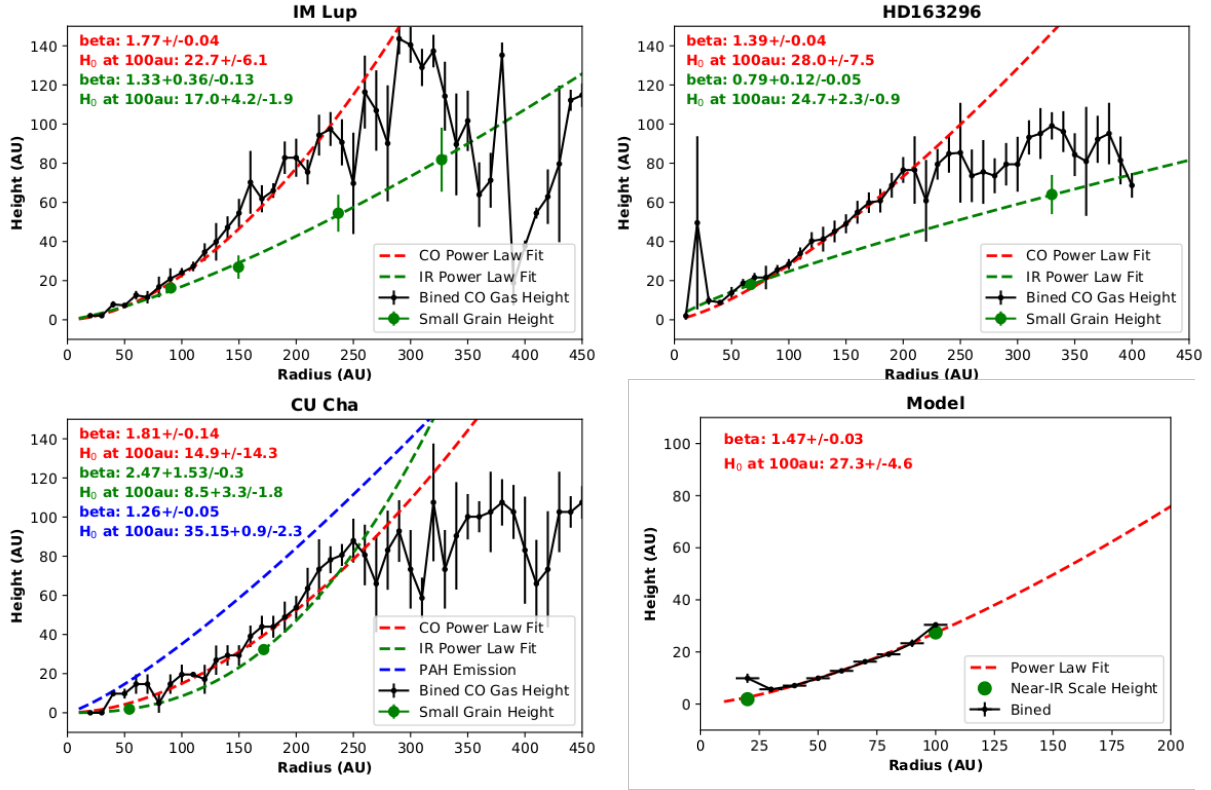 IM Lup
beta: 1.77+/-0.04
H₀ at 100au: 22.7+/-6.1
beta: 1.33+0.36/-0.13
H₀ at 100au: 17.0+4.2/-1.9
140
120
100
80
60
40
20
0
Height (AU)
CO Power Law Fit
IR Power Law Fit
Bined CO Gas Height
Small Grain Height
0 50 100 150 200 250 300 350 400 450
Radius (AU)
HD163296
beta: 1.39+/-0.04
H₀ at 100au: 28.0+/-7.5
beta: 0.79+0.12/-0.05
H₀ at 100au: 24.7+2.3/-0.9
140
120
100
80
60
40
20
0
Height (AU)
CO Power Law Fit
IR Power Law Fit
Bined CO Gas Height
Small Grain Height
0 50 100 150 200 250 300 350 400 450
Radius (AU)
CU Cha
beta: 1.81+/-0.14
H₀ at 100au: 14.9+/-14.3
beta: 2.47+1.53/-0.3
H₀ at 100au: 8.5+3.3/-1.8
beta: 1.26+/-0.05
H₀ at 100au: 35.15+0.9/-2.3
140
120
100
80
60
40
20
0
Height (AU)
CO Power Law Fit
IR Power Law Fit
PAH Emission
Bined CO Gas Height
Small Grain Height
0 50 100 150 200 250 300 350 400 450
Radius (AU)
Model
beta: 1.47+/-0.03
H₀ at 100au: 27.3+/-4.6
100
80
60
40
20
0
Height (AU)
Power Law Fit
Near-IR Scale Height
Bined
0 25 50 75 100 125 150 175 200
Radius (AU)